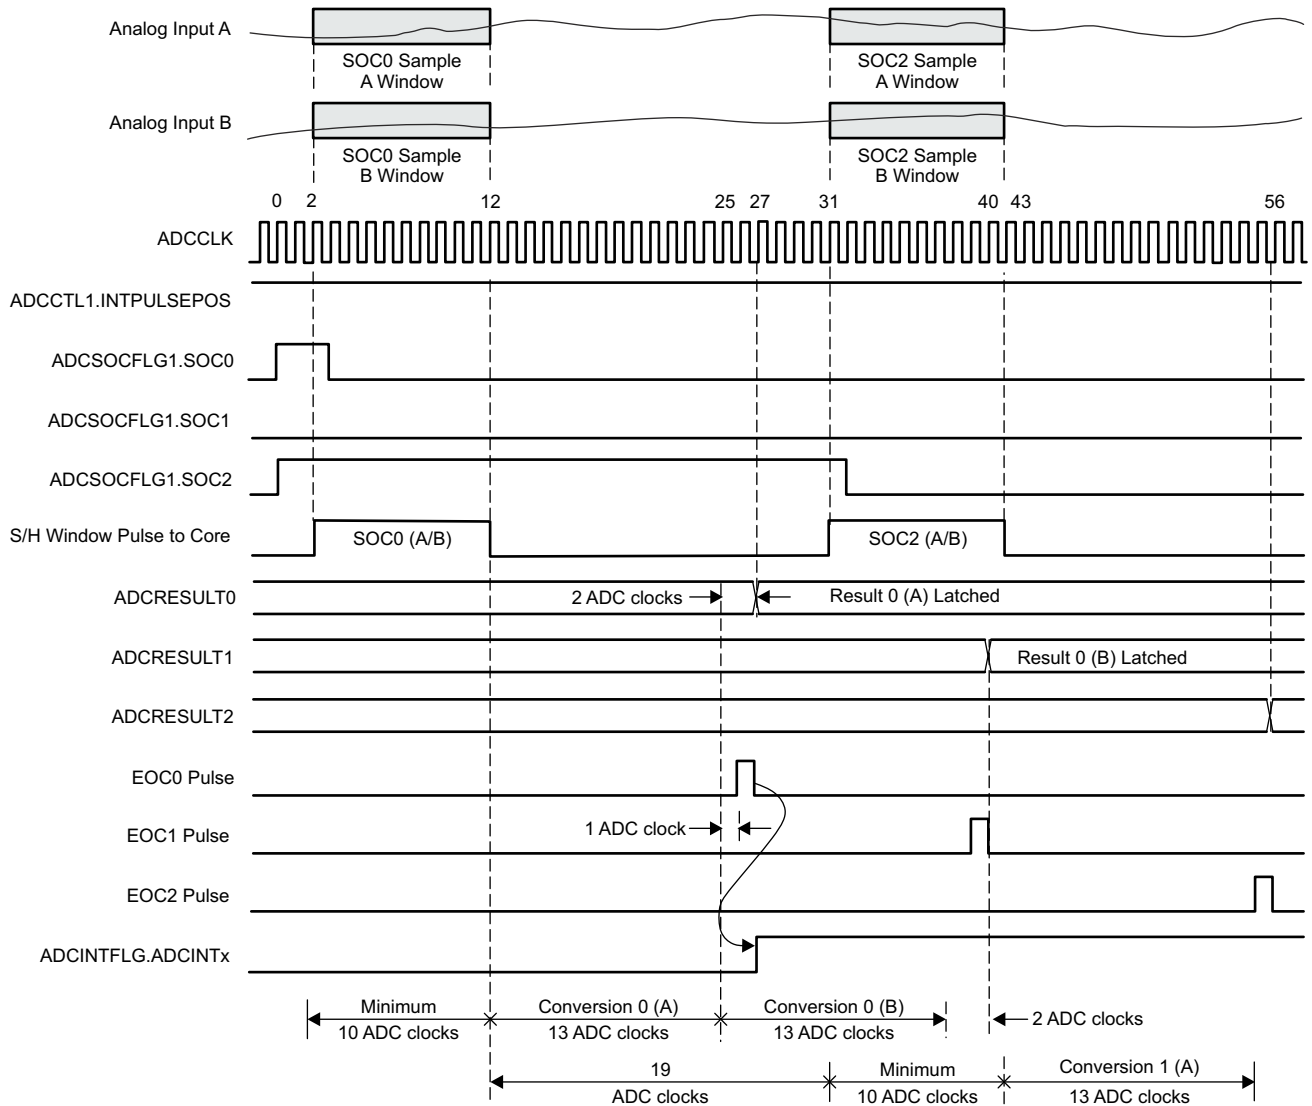 Analog Input A
SOC0 Sample
A Window
SOC2 Sample
A Window
Analog Input B
SOC0 Sample
B Window
SOC2 Sample
B Window
0 2 12 25 27 31 40 43 56
ADCCLK
ADCCTL1.INTPULSEPOS
ADCSOCFLG1.SOC0
ADCSOCFLG1.SOC1
ADCSOCFLG1.SOC2
S/H Window Pulse to Core
SOC0 (A/B)
SOC2 (A/B)
ADCRESULT0
2 ADC clocks
Result 0 (A) Latched
ADCRESULT1
Result 0 (B) Latched
ADCRESULT2
EOC0 Pulse
EOC1 Pulse
1 ADC clock
EOC2 Pulse
ADCINTFLG.ADCINTx
Minimum
10 ADC clocks
Conversion 0 (A)
13 ADC clocks
Conversion 0 (B)
13 ADC clocks
2 ADC clocks
19
ADC clocks
Minimum
10 ADC clocks
Conversion 1 (A)
13 ADC clocks